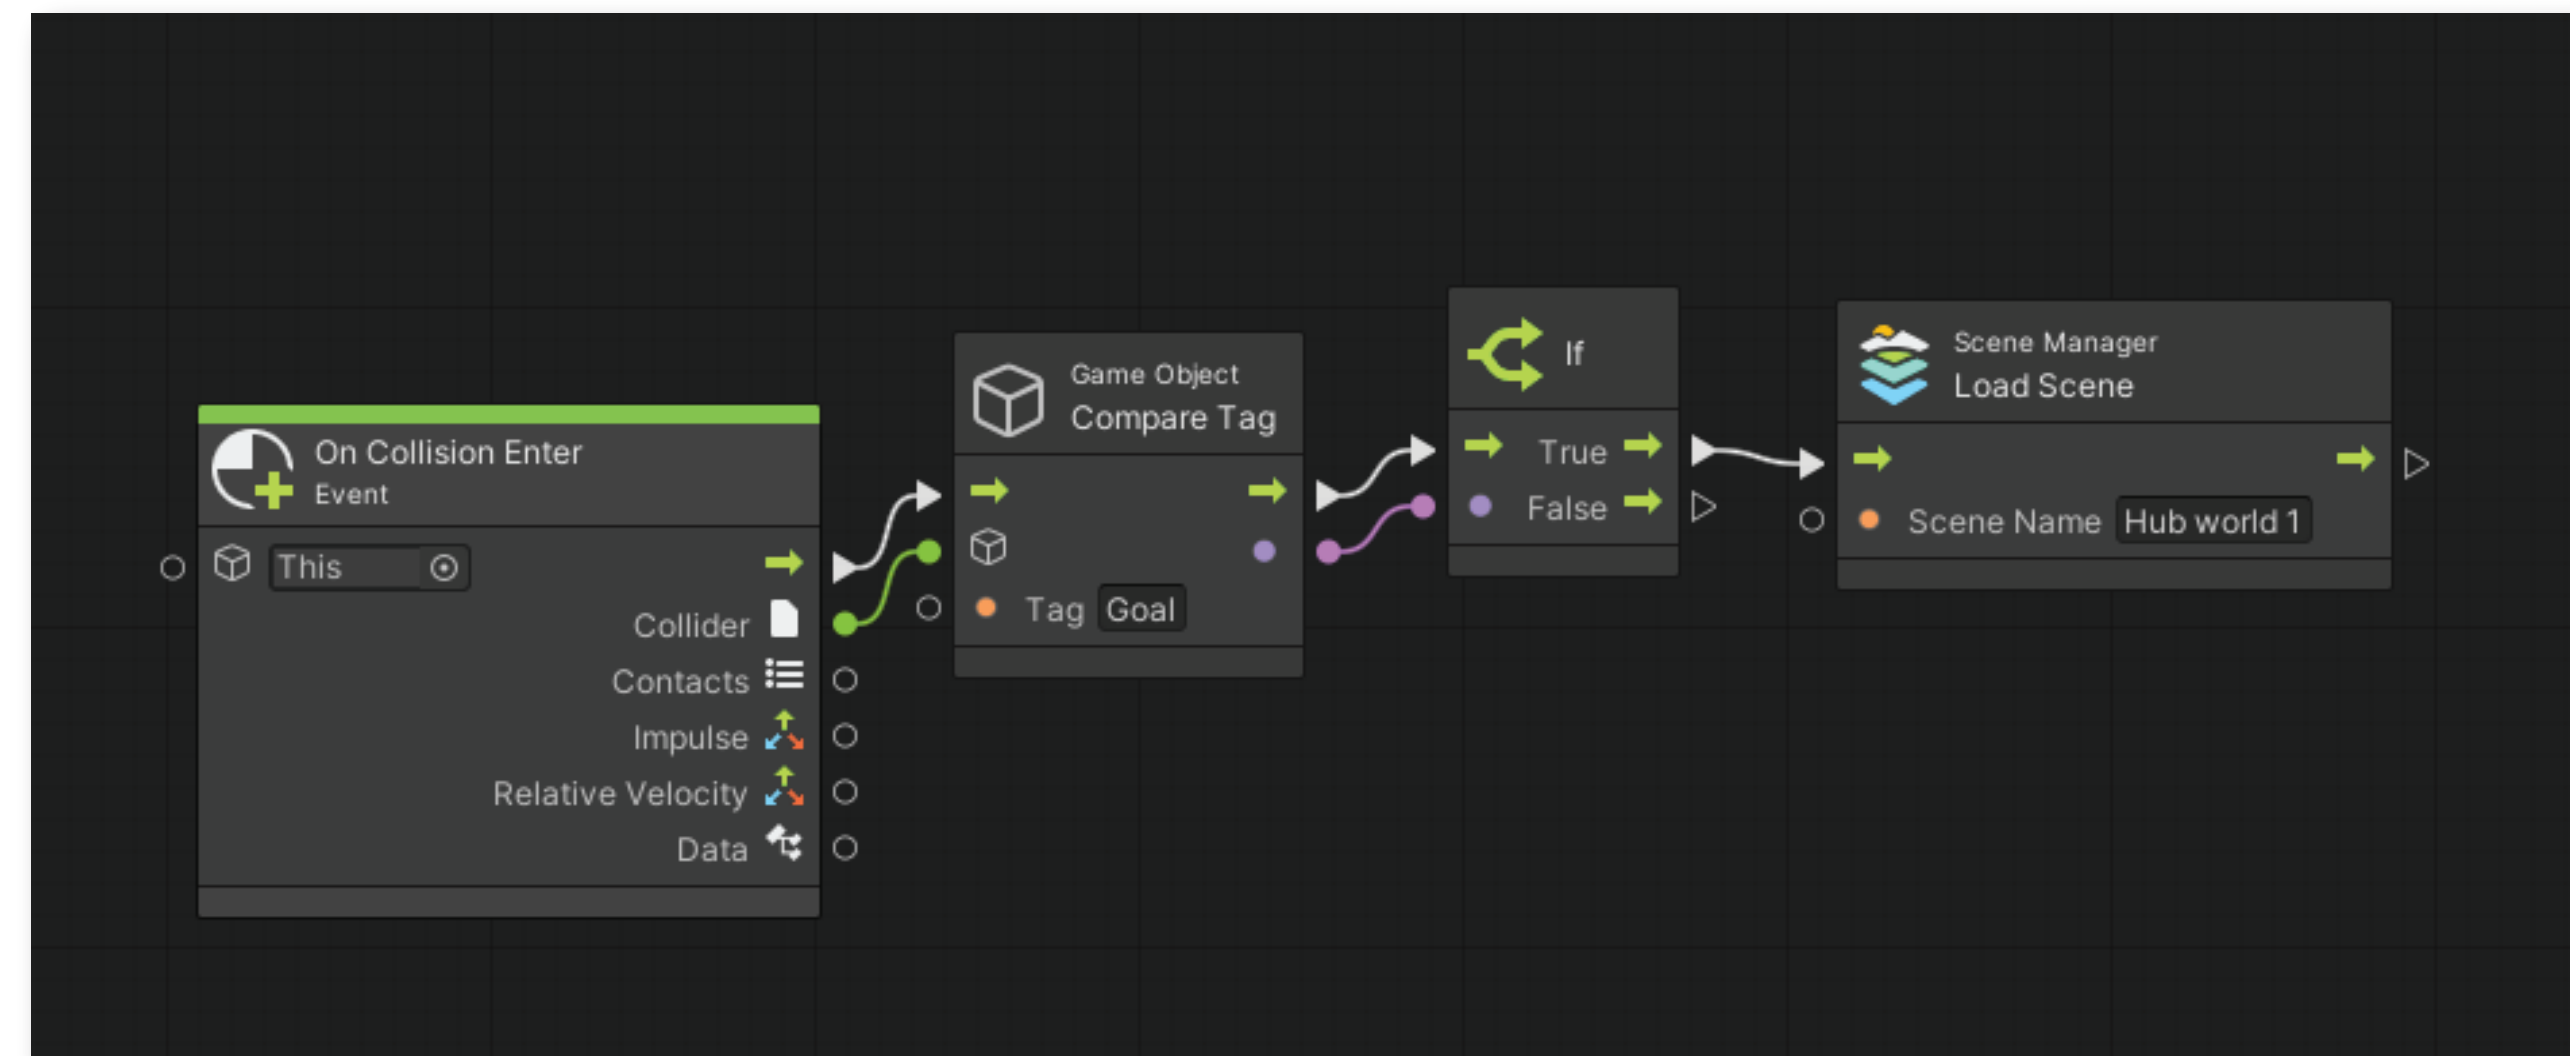 On Collision Enter
Event
This
Collider
Contacts
Impulse
Relative Velocity
Data
Game Object
Compare Tag
Tag Goal
If
True
False
Scene Manager
Load Scene
Scene Name Hub world 1